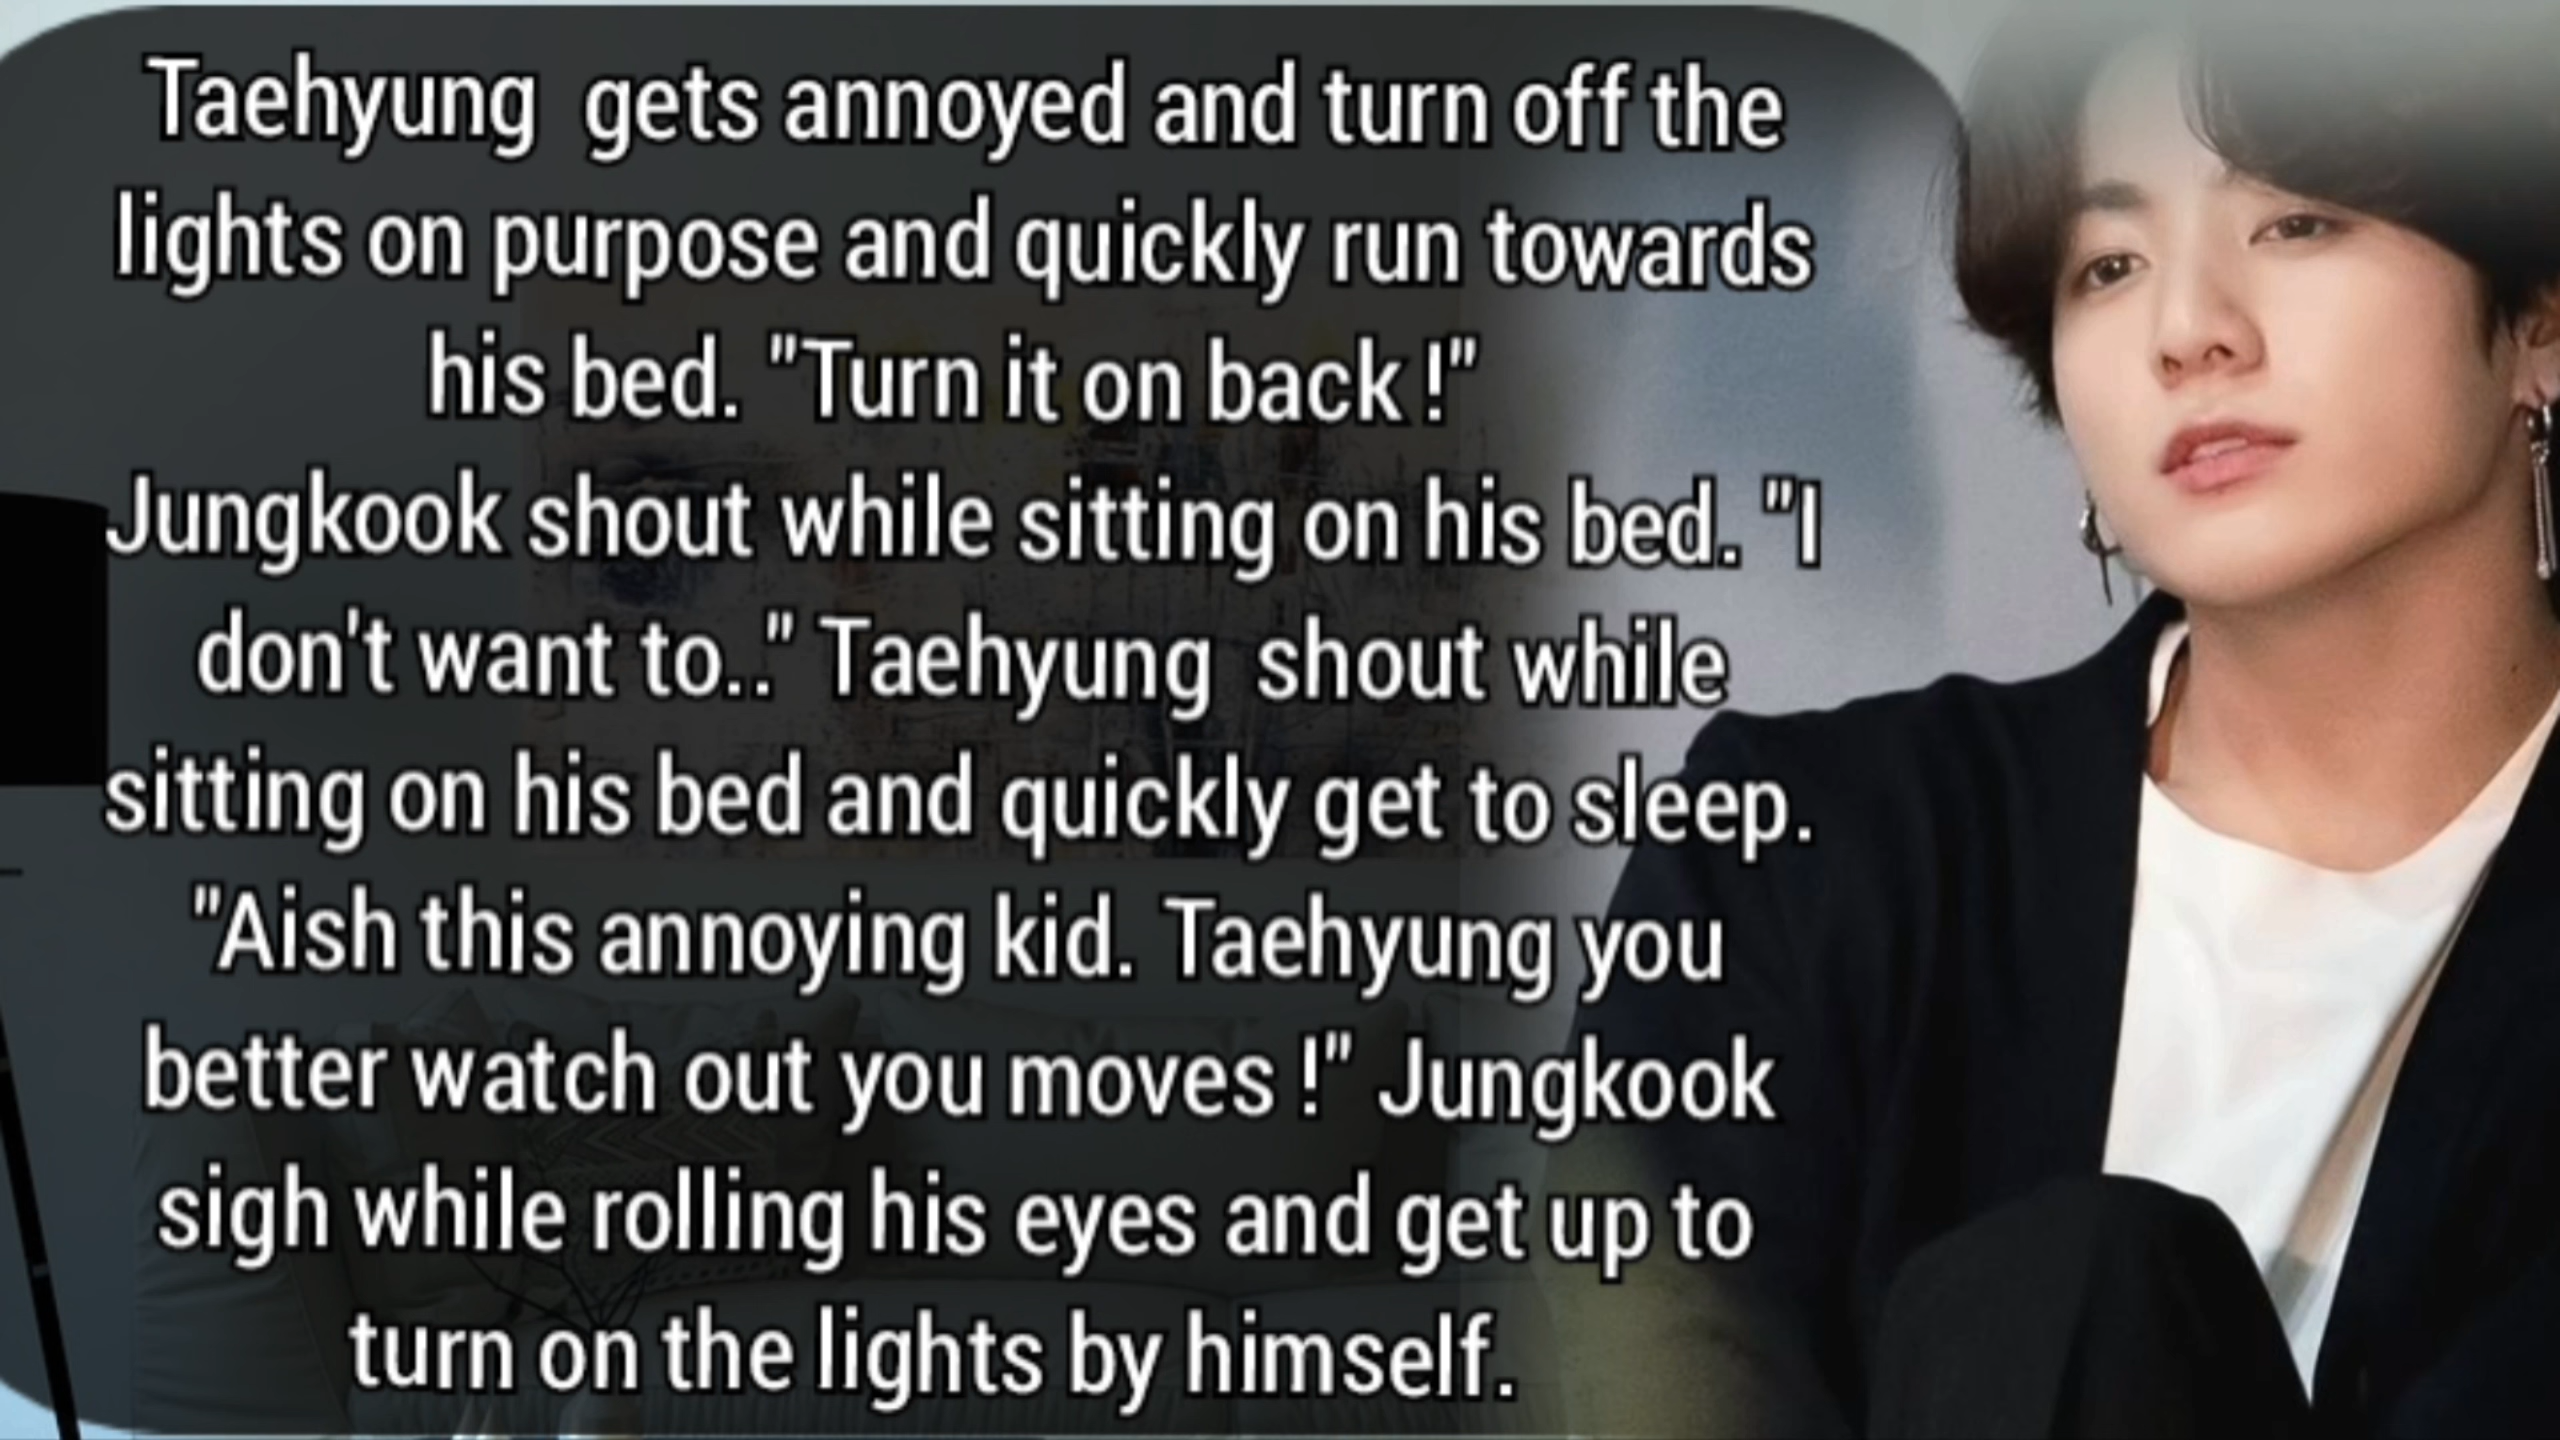 Taehyung  gets annoyed and turn off the
lights on purpose and quickly run towards
his bed. "Turn it on back !"
Jungkook shout while sitting on his bed. "I
don't want to.." Taehyung  shout while
sitting on his bed and quickly get to sleep.
"Aish this annoying kid. Taehyung you
better watch out you moves !" Jungkook
sigh while rolling his eyes and get up to
turn on the lights by himself.